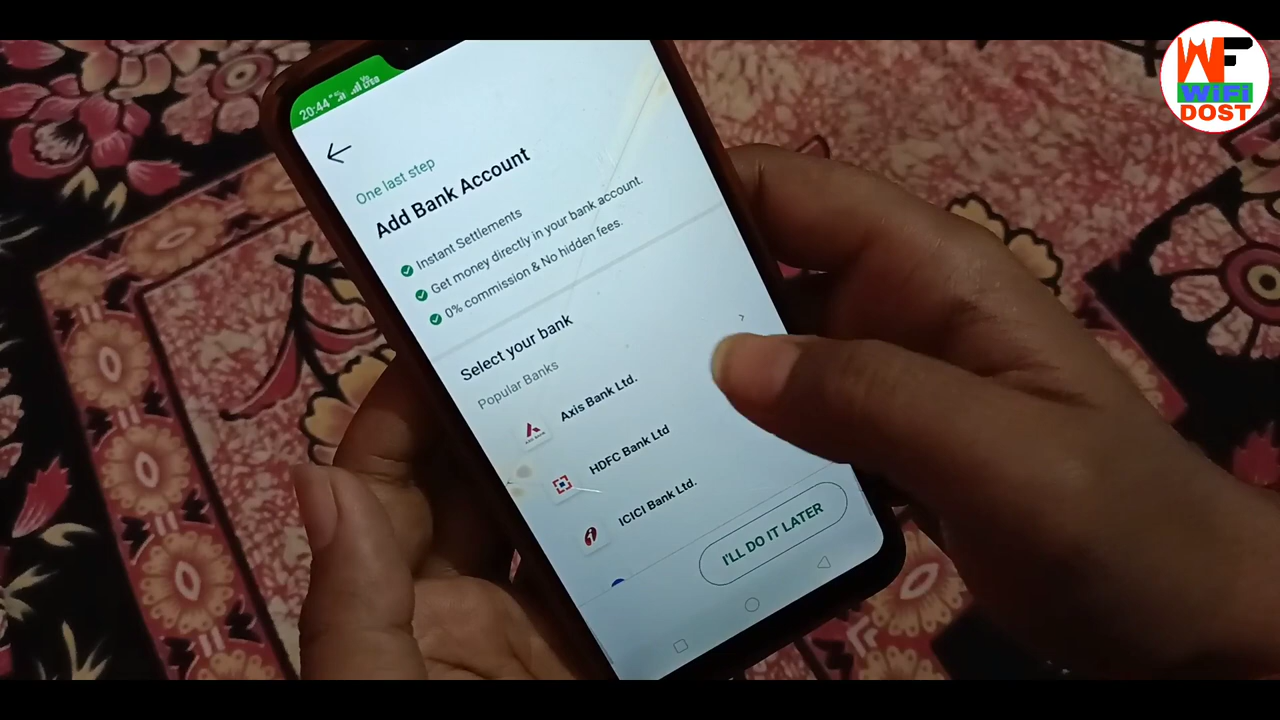 WF
WiFi
DOST
20:44
One last step
Add Bank Account
Instant Settlements
Get money directly in your bank account.
0% commission & No hidden fees.
Select your bank
Popular Banks
Axis Bank Ltd.
HDFC Bank Ltd
ICICI Bank Ltd.
I'LL DO IT LATER